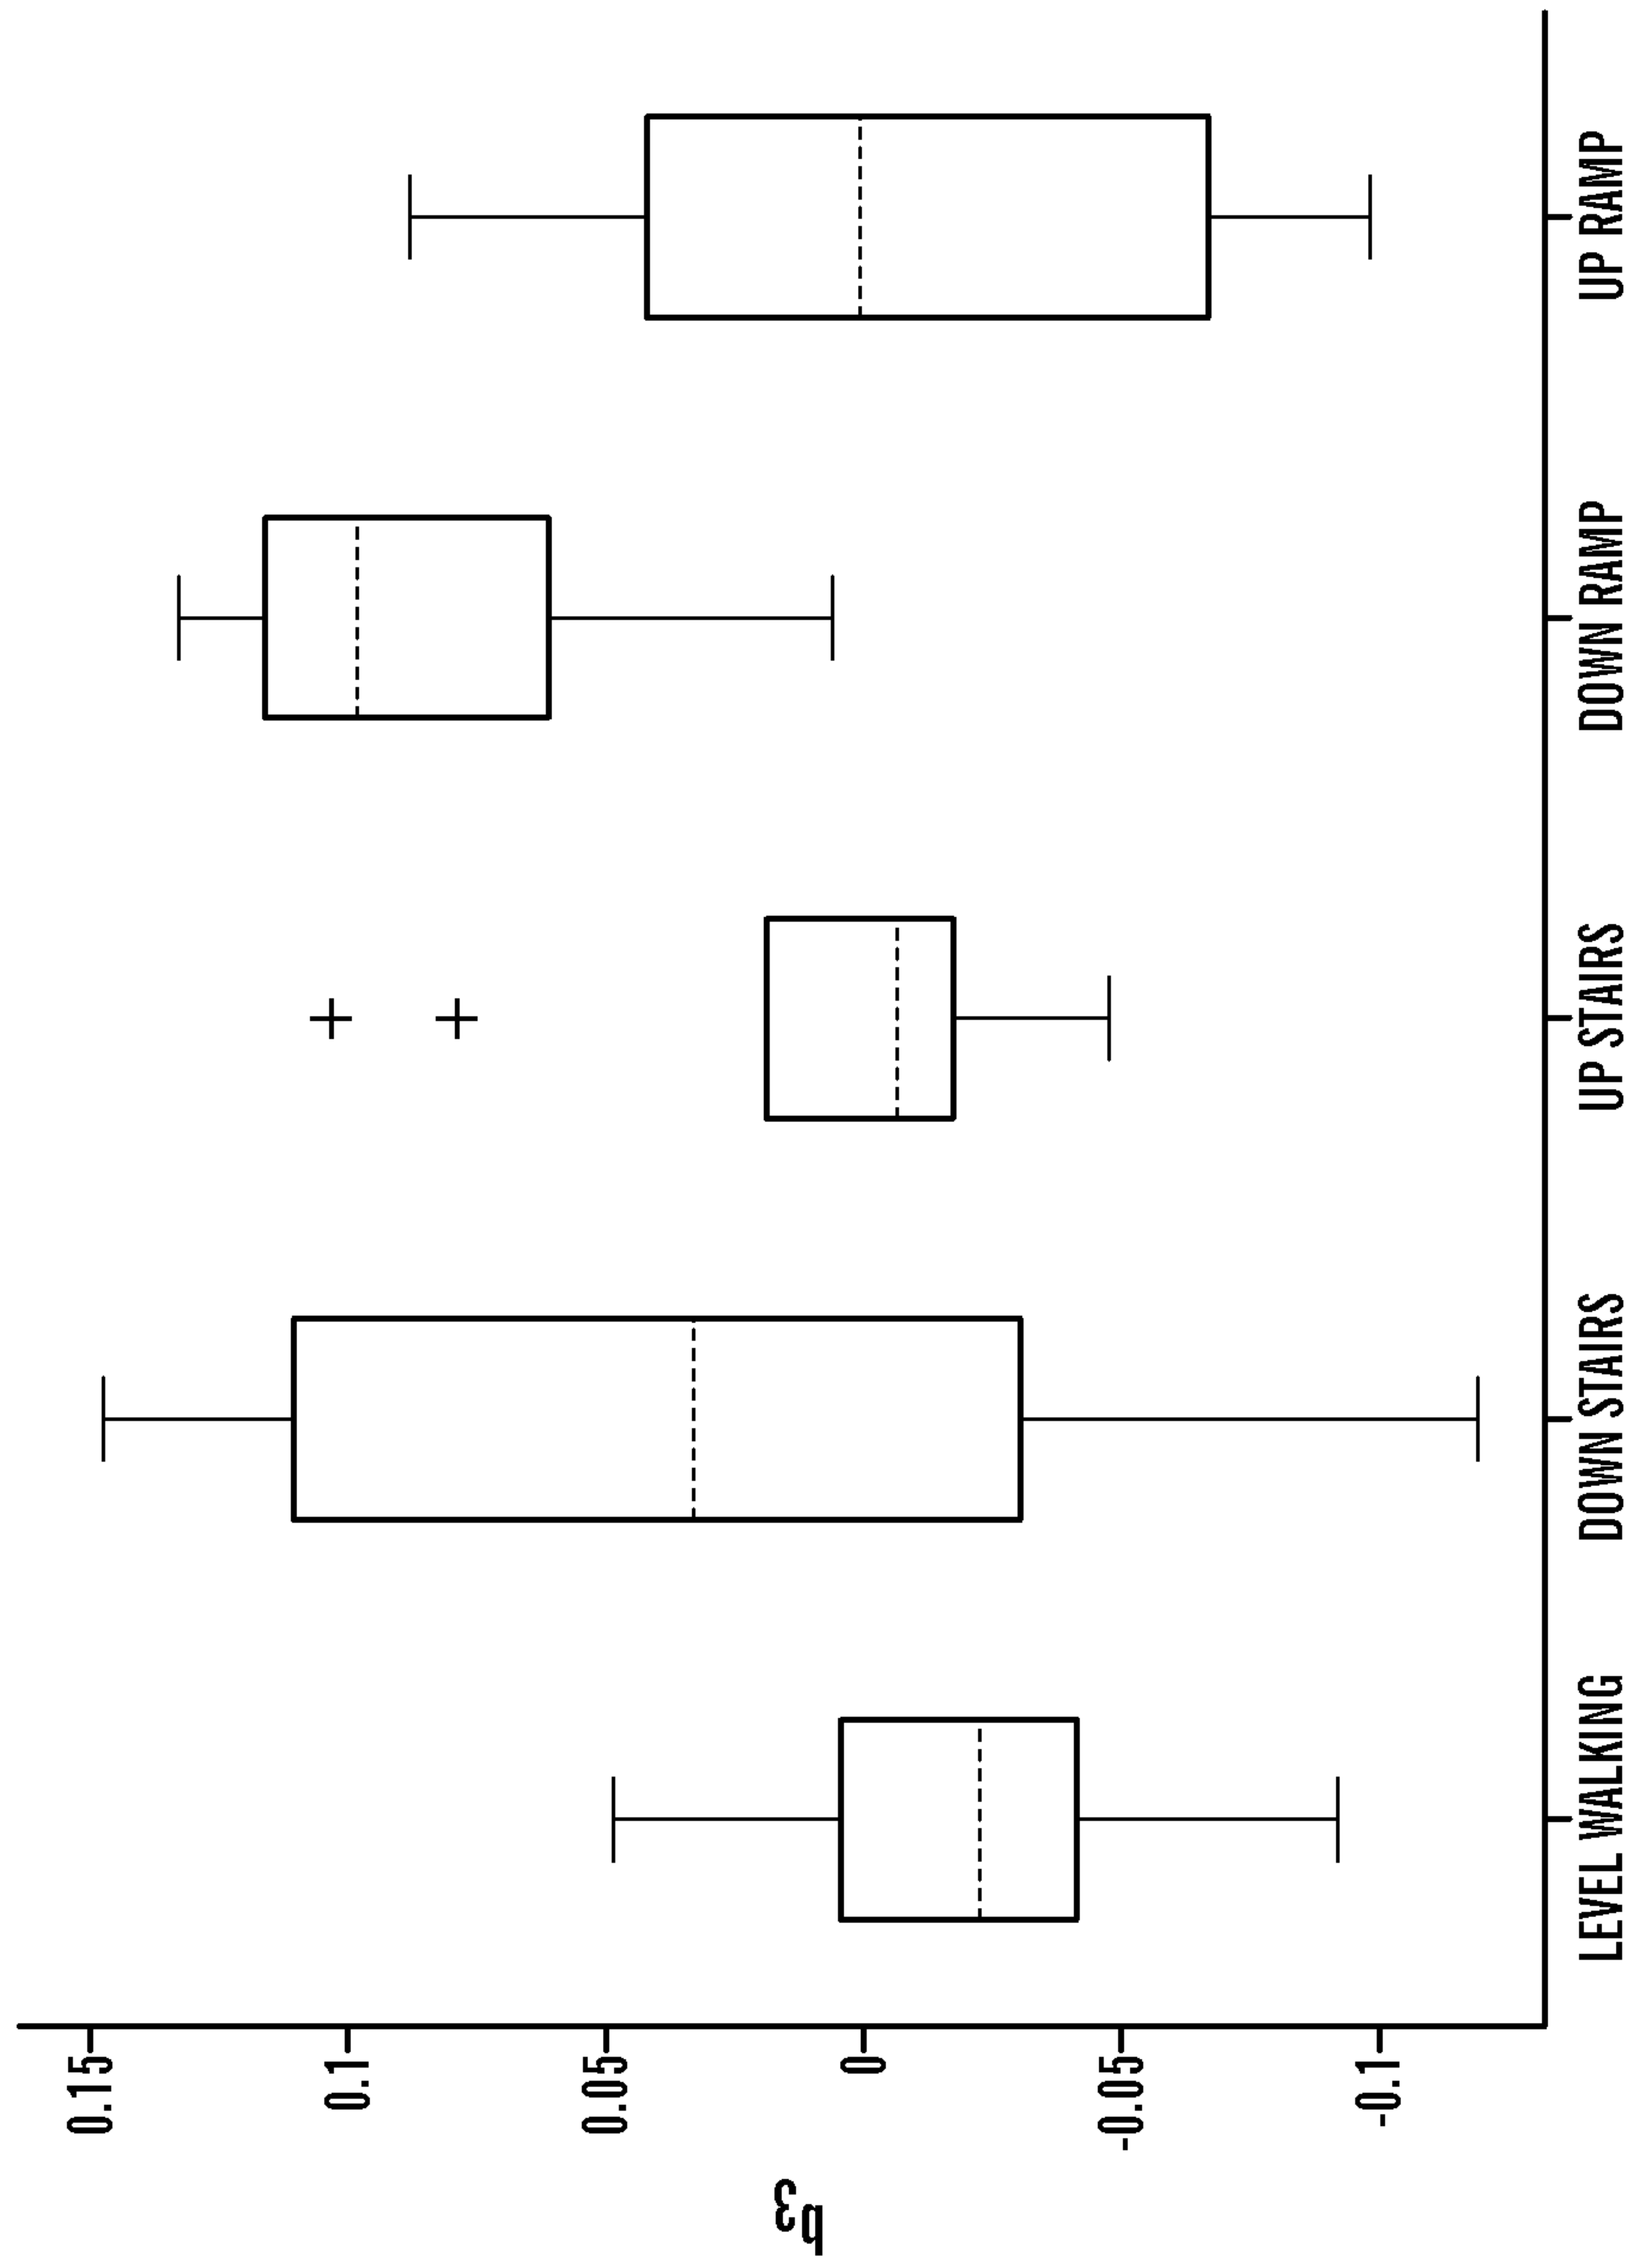 b3
0.15
0.1
0.05
0
-0.05
-0.1
LEVEL WALKING
DOWN STAIRS
UP STAIRS
DOWN RAMP
UP RAMP